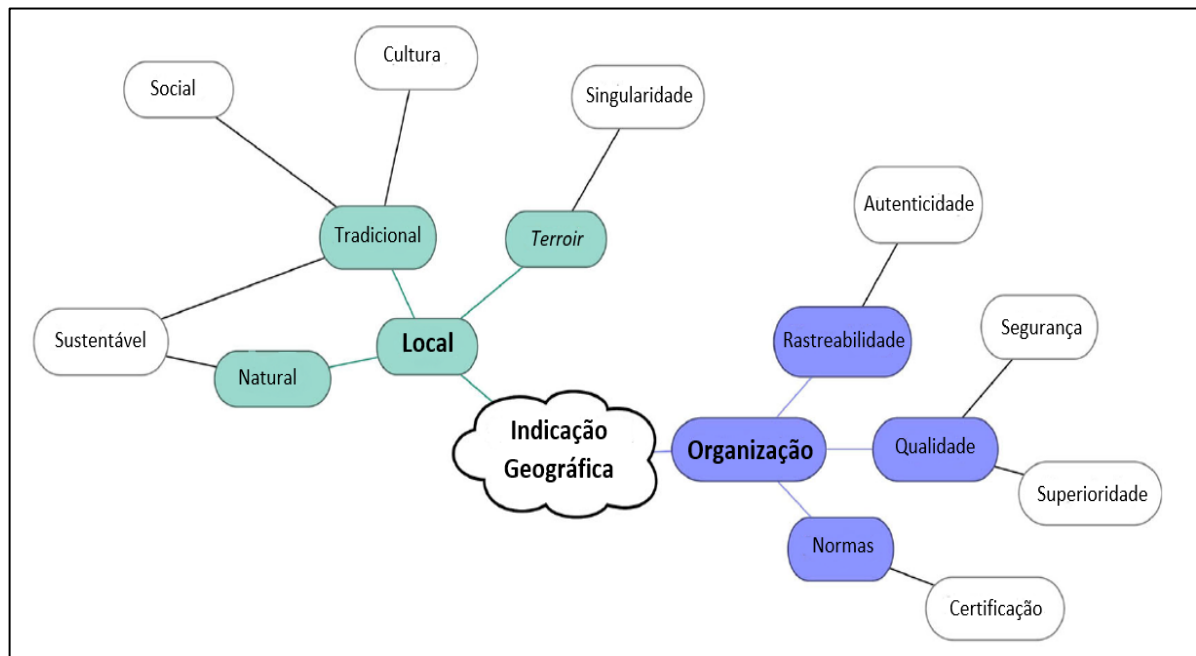 Cultura
Social
Singularidade
Autenticidade
Tradicional
Terroir
Segurança
Sustentável
Local
Rastreabilidade
Natural
Indicação
Geográfica
Organização
Qualidade
Superioridade
Normas
Certificação